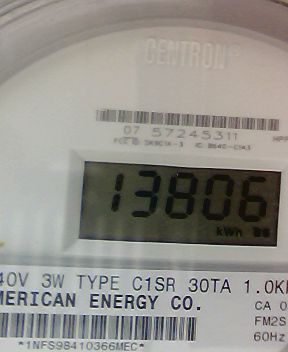 CENTRON®
07 57245311
13806
kWh
40V 3W TYPE C1SR 30TA 1.0K
MERICAN ENERGY CO.
CA 0
FM2S
60Hz
*1NFS98410366MEC*